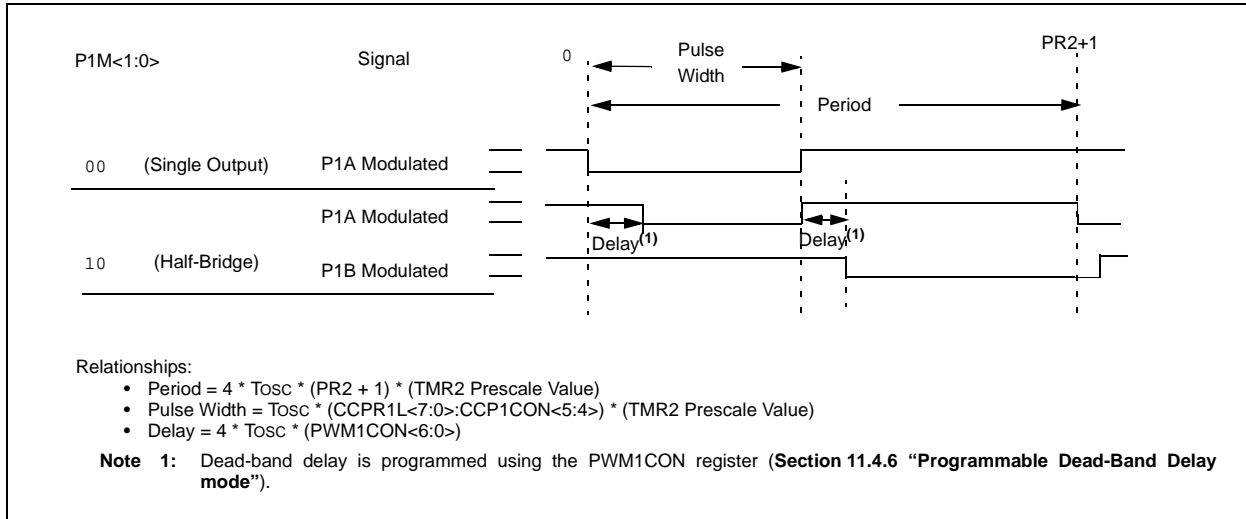 P1M<1:0>
Signal
0
Pulse
Width
PR2+1
Period
00 (Single Output) P1A Modulated
P1A Modulated
Delay(1)
Delay(1)
10 (Half-Bridge)
P1B Modulated
Relationships:
• Period = 4 * TOSC * (PR2 + 1) * (TMR2 Prescale Value)
• Pulse Width = TOSC * (CCPR1L<7:0>:CCP1CON<5:4>) * (TMR2 Prescale Value)
• Delay = 4 * TOSC * (PWM1CON<6:0>)
Note 1: Dead-band delay is programmed using the PWM1CON register (Section 11.4.6 “Programmable Dead-Band Delay
mode”).